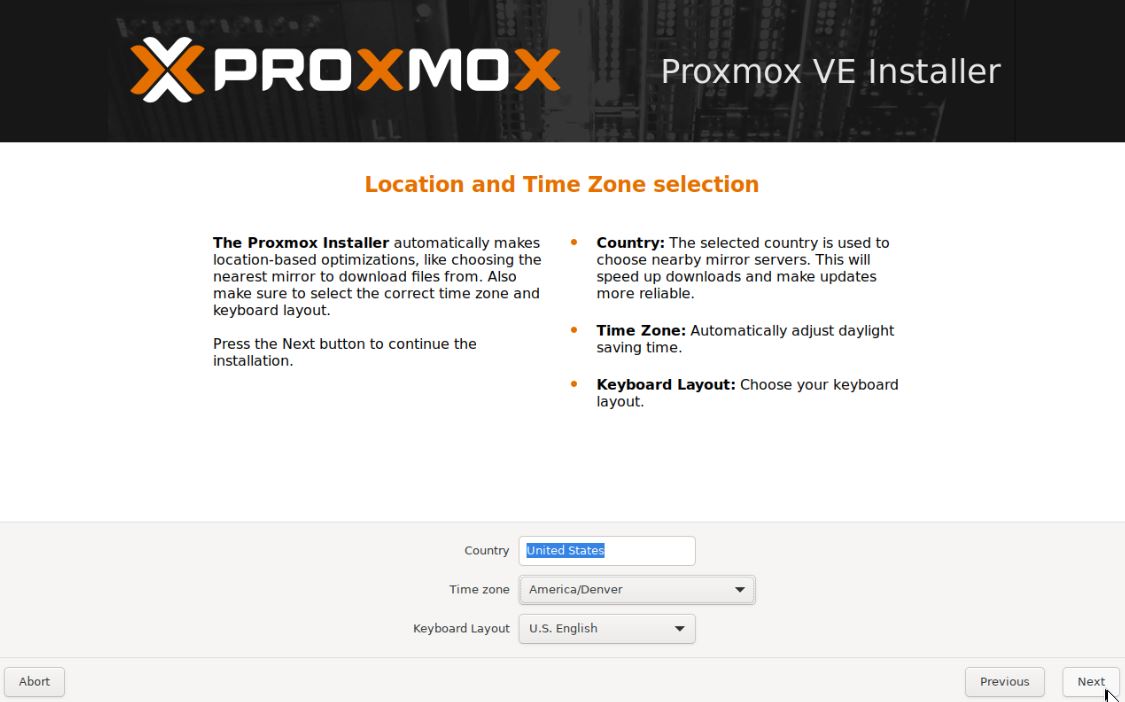 PROXMOX
Proxmox VE Installer
Location and Time Zone selection
The Proxmox Installer automatically makes
location-based optimizations, like choosing the
nearest mirror to download files from. Also
make sure to select the correct time zone and
keyboard layout.
Press the Next button to continue the
installation.
Country: The selected country is used to
choose nearby mirror servers. This will
speed up downloads and make updates
more reliable.
Time Zone: Automatically adjust daylight
saving time.
Keyboard Layout: Choose your keyboard
layout.
Country United States
Time zone America/Denver
Keyboard Layout U.S. English
Abort Previous Next